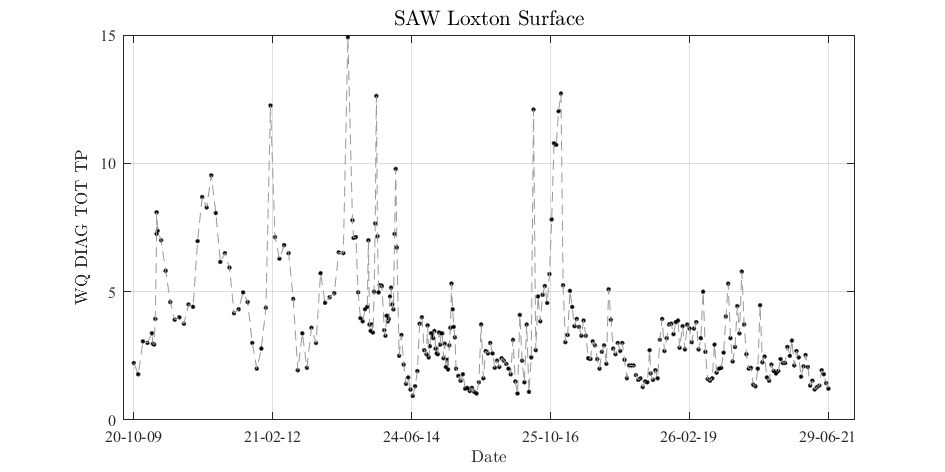 SAW Loxton Surface
15
10
5
0
WQ DIAG TOT TP
20-10-09 21-02-12 24-06-14 25-10-16 26-02-19 29-06-21
Date